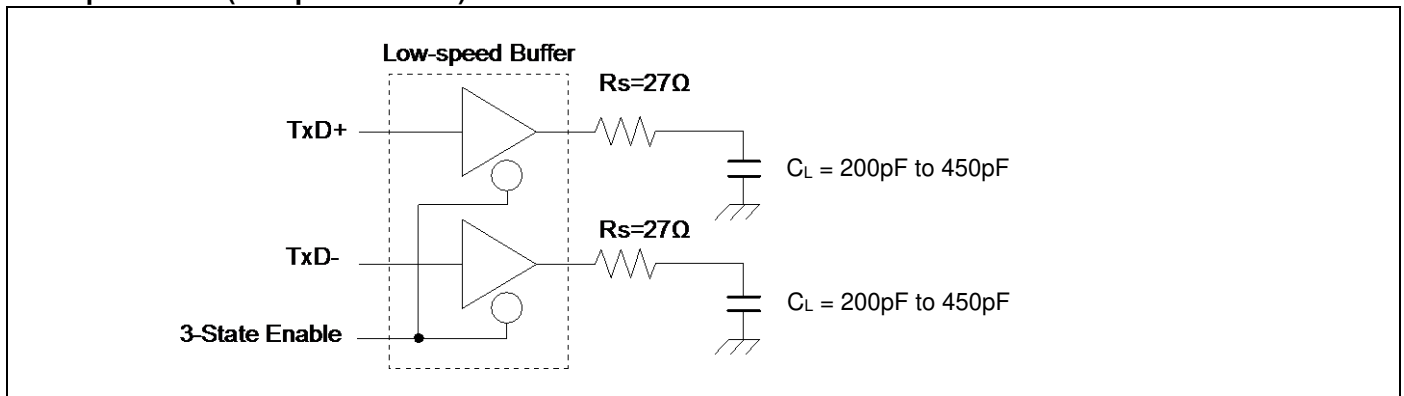 Low-speed Buffer
Rs=27Ω
TxD+
CL = 200pF to 450pF
Rs=27Ω
TxD-
CL = 200pF to 450pF
3-State Enable